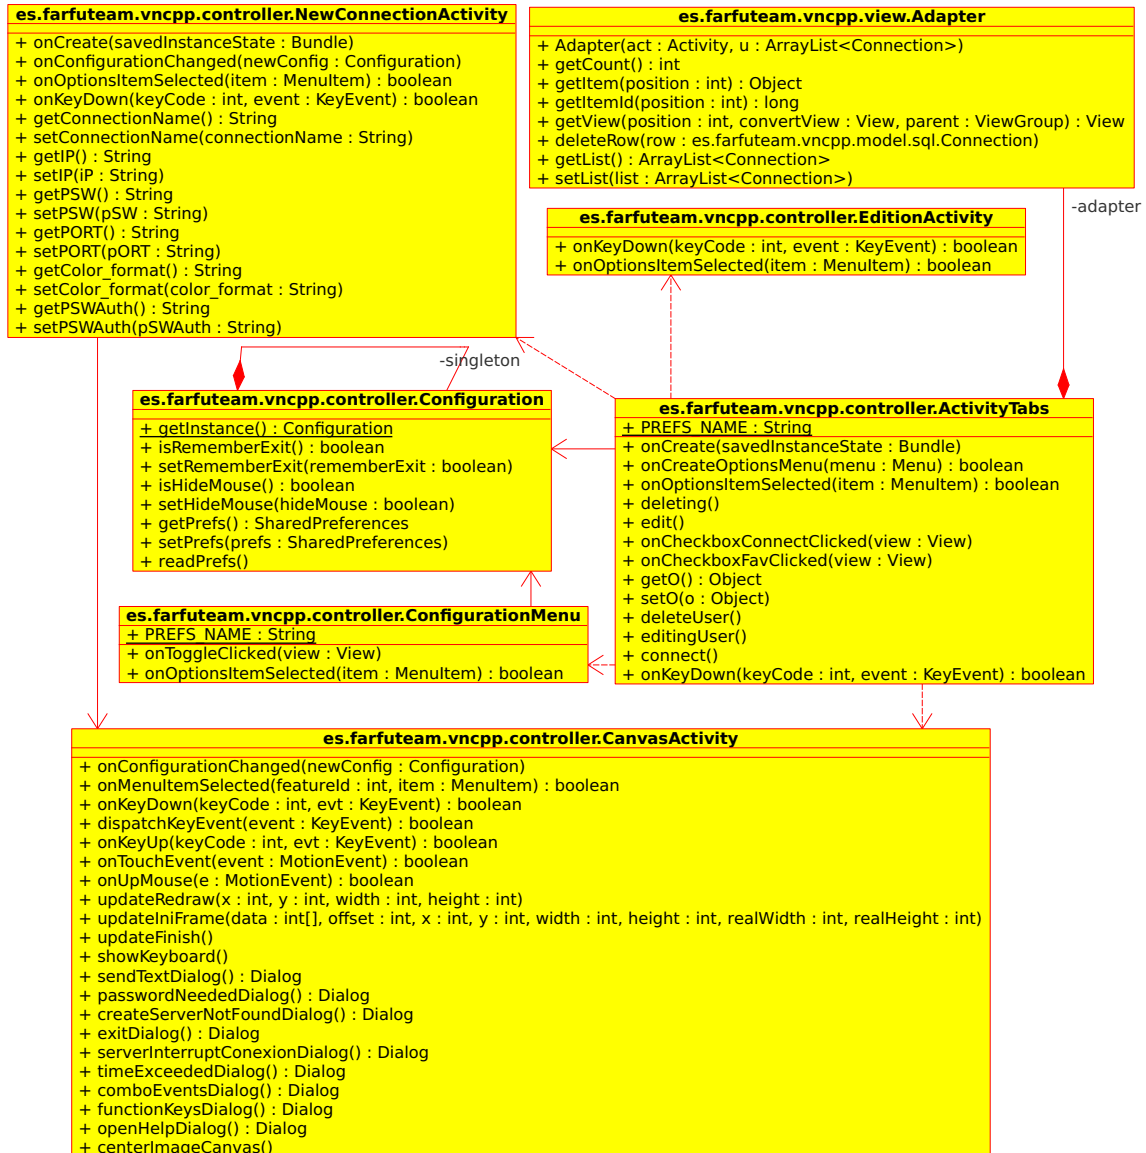 es.farfuteam.vncpp.controller.NewConnectionActivity
+ onCreate(savedInstanceState : Bundle)
+ onConfigurationChanged(newConfig : Configuration)
+ onOptionsItemSelected(item : MenuItem) : boolean
+ onKeyDown(keyCode : int, event : KeyEvent) : boolean
+ getConnectionName() : String
+ setConnectionName(connectionName : String)
+ getIP() : String
+ setIP(iP : String)
+ getPSW() : String
+ setPSW(pSW : String)
+ getPORT() : String
+ setPORT(pORT : String)
+ getColor_format() : String
+ setColor_format(color_format : String)
+ getPSWAuth() : String
+ setPSWAuth(pSWAuth : String)
es.farfuteam.vncpp.view.Adapter
+ Adapter(act : Activity, u : ArrayList<Connection>)
+ getCount() : int
+ getItem(position : int) : Object
+ getItemId(position : int) : long
+ getView(position : int, convertView : View, parent : ViewGroup) : View
+ deleteRow(row : es.farfuteam.vncpp.model.sql.Connection)
+ getList() : ArrayList<Connection>
+ setList(list : ArrayList<Connection>)
-adapter
es.farfuteam.vncpp.controller.EditionActivity
+ onKeyDown(keyCode : int, event : KeyEvent) : boolean
+ onOptionsItemSelected(item : MenuItem) : boolean
-singleton
es.farfuteam.vncpp.controller.Configuration
+ getInstance() : Configuration
+ isRememberExit() : boolean
+ setRememberExit(rememberExit : boolean)
+ isHideMouse() : boolean
+ setHideMouse(hideMouse : boolean)
+ getPrefs() : SharedPreferences
+ setPrefs(prefs : SharedPreferences)
+ readPrefs()
es.farfuteam.vncpp.controller.ActivityTabs
+ PREFS_NAME : String
+ onCreate(savedInstanceState : Bundle)
+ onCreateOptionsMenu(menu : Menu) : boolean
+ onOptionsItemSelected(item : MenuItem) : boolean
+ deleting()
+ edit()
+ onCheckboxConnectClicked(view : View)
+ onCheckboxFavClicked(view : View)
+ getO() : Object
+ setO(o : Object)
+ deleteUser()
+ editingUser()
+ connect()
+ onKeyDown(keyCode : int, event : KeyEvent) : boolean
es.farfuteam.vncpp.controller.ConfigurationMenu
+ PREFS_NAME : String
+ onToggleClicked(view : View)
+ onOptionsItemSelected(item : MenuItem) : boolean
es.farfuteam.vncpp.controller.CanvasActivity
+ onConfigurationChanged(newConfig : Configuration)
+ onMenuItemSelected(featureId : int, item : MenuItem) : boolean
+ onKeyDown(keyCode : int, evt : KeyEvent) : boolean
+ dispatchKeyEvent(event : KeyEvent) : boolean
+ onKeyUp(keyCode : int, evt : KeyEvent) : boolean
+ onTouchEvent(event : MotionEvent) : boolean
+ onUpMouse(e : MotionEvent) : boolean
+ updateRedraw(x : int, y : int, width : int, height : int)
+ updateIniFrame(data : int[], offset : int, x : int, y : int, width : int, height : int, realWidth : int, realHeight : int)
+ updateFinish()
+ showKeyboard()
+ sendTextDialog() : Dialog
+ passwordNeededDialog() : Dialog
+ createServerNotFoundDialog() : Dialog
+ exitDialog() : Dialog
+ serverInterruptConexionDialog() : Dialog
+ timeExceededDialog() : Dialog
+ comboEventsDialog() : Dialog
+ functionKeysDialog() : Dialog
+ openHelpDialog() : Dialog
+ centerImageCanvas()